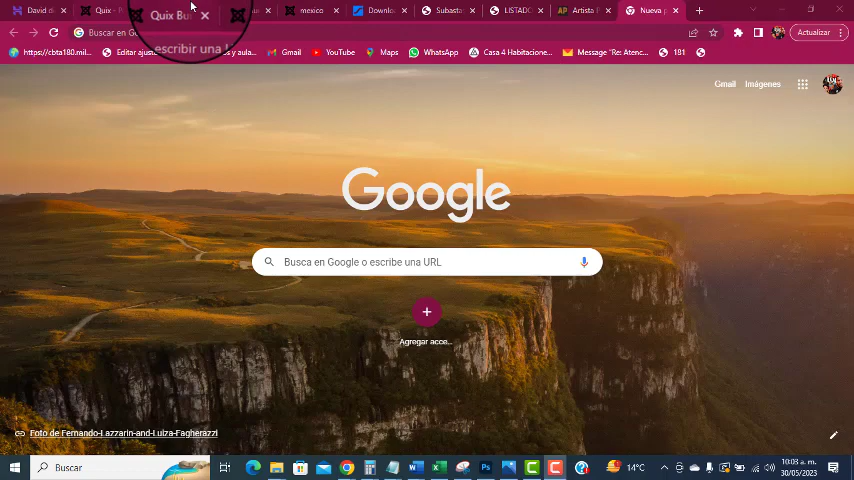 David d
Quix - P
Quix Bu
mexico
Downlo
Subasta
LISTADO
Artista P
Nueva p
Buscar en Go
escribir una U
Actualizar
https://cbta180.mil...
Editar ajus
s y aula...
Gmail
YouTube
Maps
WhatsApp
Casa 4 Habitacione...
Message "Re: Atenc...
181
Gmail
Imágenes
Google
Busca en Google o escribe una URL
Agregar acce...
Foto de Fernando-Lazzarin-and-Luiza-Fagherazzi
Buscar
14°C
10:03 a. m.
30/05/2023